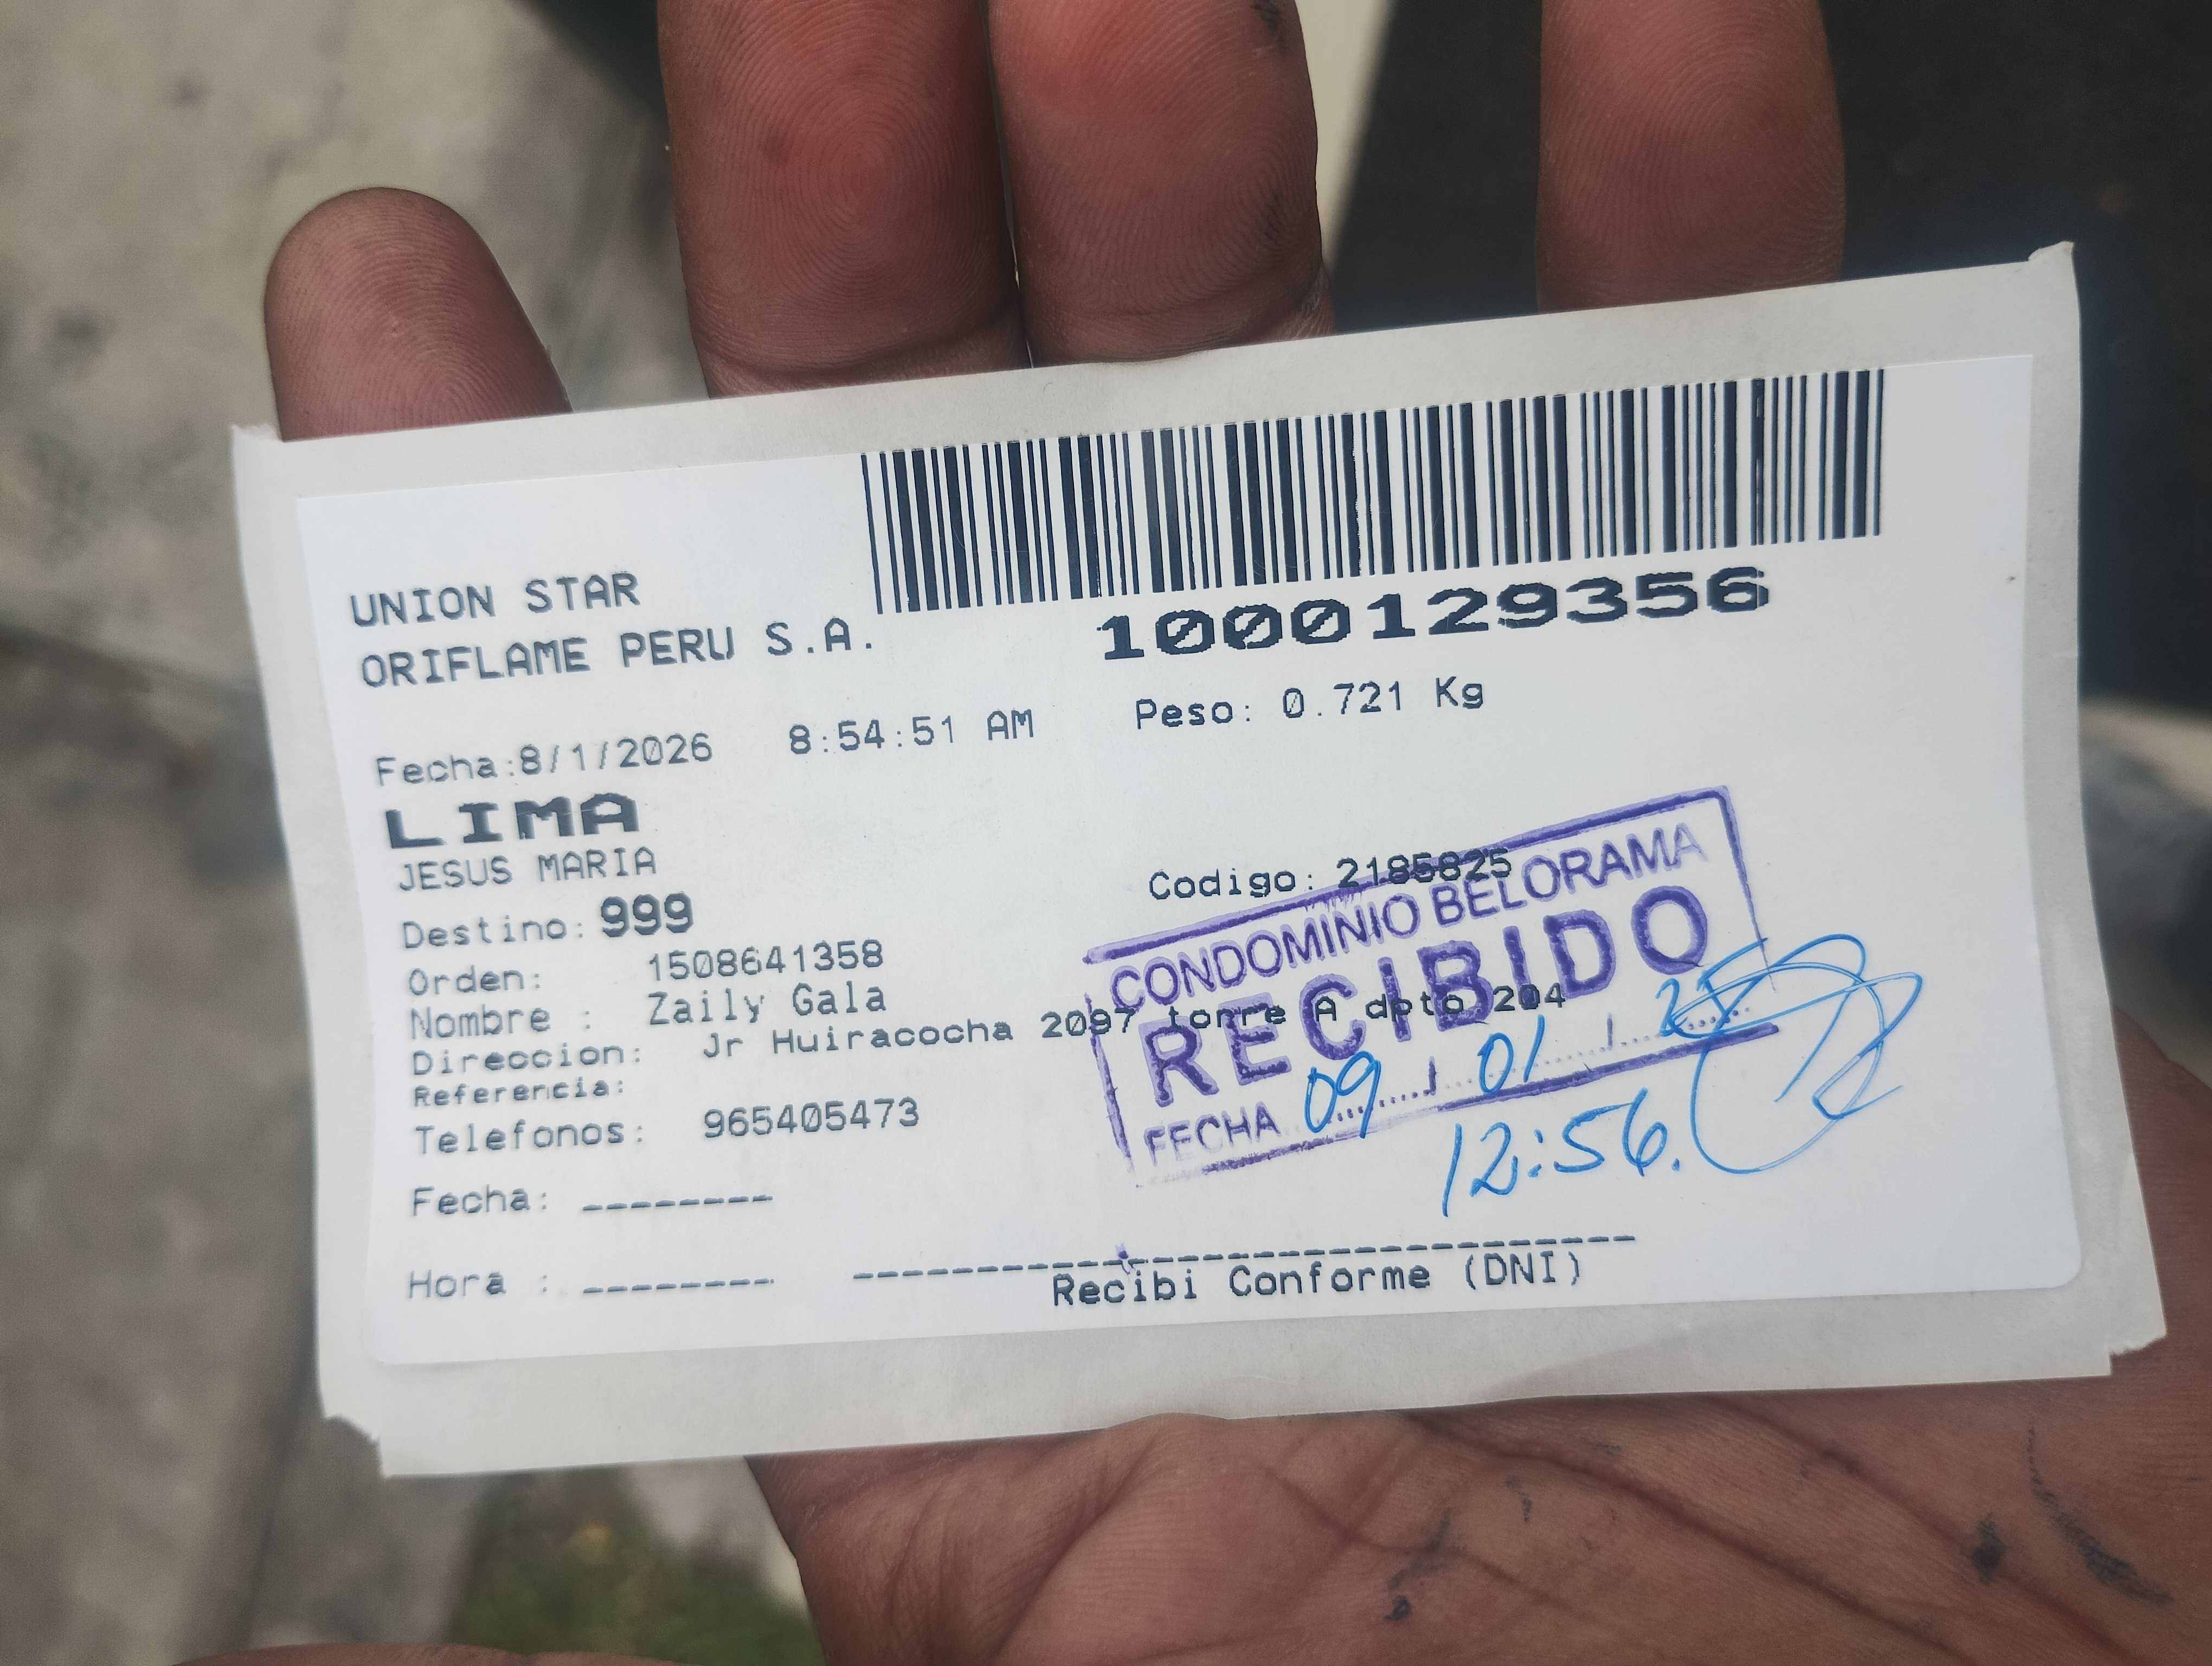 UNION STAR
ORIFLAME PERU S.A.
1000129356
Fecha:8/1/2026 8:54:51 AM Peso: 0.721 Kg
LIMA
JESUS MARIA
Codigo: 2185825
Destino: 999
Orden: 1508641358
Nombre : Zaily Gala
Direccion: Jr Huiracocha 2097 torre A dpto 204
Referencia:
Telefonos: 965405473
CONDOMINIO BELORAMA
RECIBIDO
FECHA 09 / 01 /
12:56.
Fecha: --------
Hora : --------
Recibi Conforme (DNI)